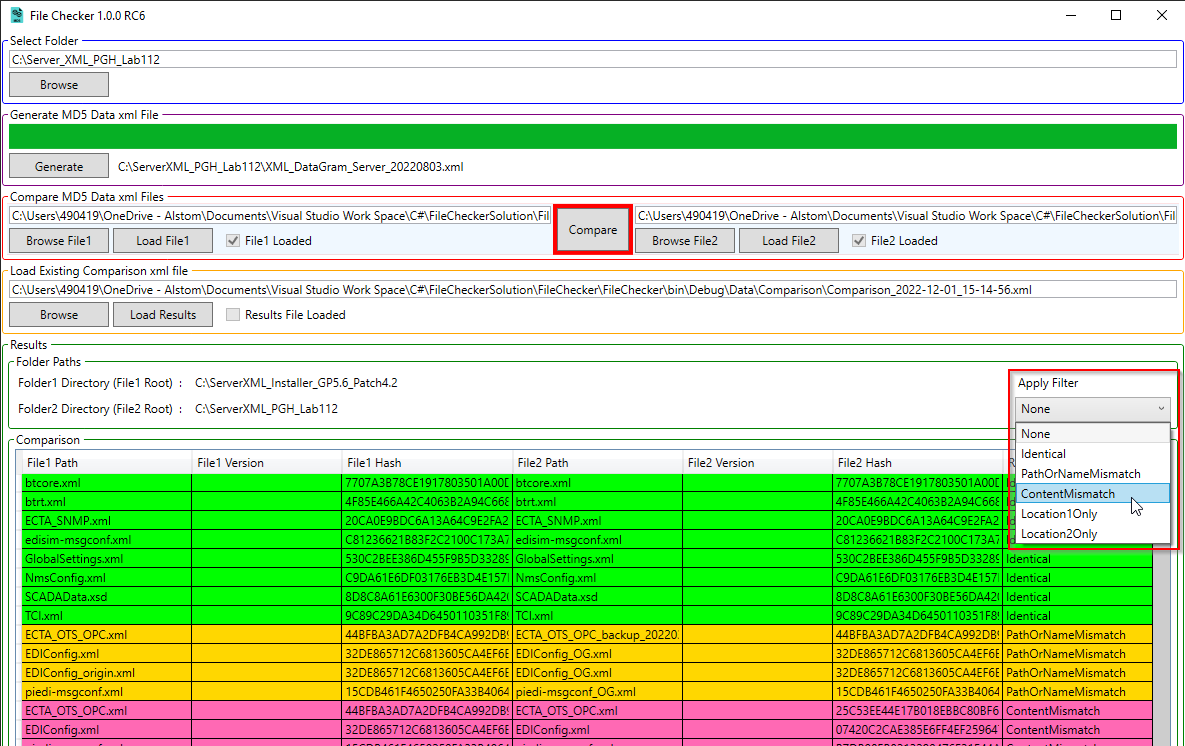 File Checker 1.0.0 RC6
Select Folder
C:\Server_XML_PGH_Lab112
Browse
Generate MD5 Data xml File
Generate C:\ServerXML_PGH_Lab112\XML_DataGram_Server_20220803.xml
Compare MD5 Data xml Files
C:\Users\490419\OneDrive - Alstom\Documents\Visual Studio Work Space\C#\FileCheckerSolution\Fil Compare C:\Users\490419\OneDrive - Alstom\Documents\Visual Studio Work Space\C#\FileCheckerSolution\Fil
Browse File1 Load File1 File1 Loaded Browse File2 Load File2 File2 Loaded
Load Existing Comparison xml file
C:\Users\490419\OneDrive - Alstom\Documents\Visual Studio Work Space\C#\FileCheckerSolution\FileChecker\FileChecker\bin\Debug\Data\Comparison\Comparison_2022-12-01_15-14-56.xml
Browse Load Results Results File Loaded
Results
Folder Paths
Folder1 Directory (File1 Root) : C:\ServerXML_Installer_GP5.6_Patch4.2
Folder2 Directory (File2 Root) : C:\ServerXML_PGH_Lab112
Apply Filter
None
None
Identical
PathOrNameMismatch
ContentMismatch
Location1Only
Location2Only
Comparison
File1 Path File1 Version File1 Hash File2 Path File2 Version File2 Hash
btcore.xml 7707A3B78CE1917803501A00D btcore.xml 7707A3B78CE1917803501A00
btrt.xml 4F85E466A42C4063B2A94C668 btrt.xml 4F85E466A42C4063B2A94C668
ECTA_SNMP.xml 20CA0E9BDC6A13A64C9E2FA2 ECTA_SNMP.xml 20CA0E9BDC6A13A64C9E2FA2
edisim-msgconf.xml C81236621B83F2C2100C173A7 edisim-msgconf.xml C81236621B83F2C2100C173A7
GlobalSettings.xml 530C2BEE386D455F9B5D33289 GlobalSettings.xml 530C2BEE386D455F9B5D33289 Identical
NmsConfig.xml C9DA61E6DF03176EB3D4E157 NmsConfig.xml C9DA61E6DF03176EB3D4E157 Identical
SCADAData.xsd 8D8C8A61E6300F30BE56DA42 SCADAData.xsd 8D8C8A61E6300F30BE56DA42 Identical
TCI.xml 9C89C29DA34D6450110351F8 TCI.xml 9C89C29DA34D6450110351F8 Identical
ECTA_OTS_OPC.xml 44BFBA3AD7A2DFB4CA992DB ECTA_OTS_OPC_backup_20220 44BFBA3AD7A2DFB4CA992DB PathOrNameMismatch
EDIConfig.xml 32DE865712C6813605CA4EF6E EDIConfig_OG.xml 32DE865712C6813605CA4EF6E PathOrNameMismatch
EDIConfig_origin.xml 32DE865712C6813605CA4EF6E EDIConfig_OG.xml 32DE865712C6813605CA4EF6E PathOrNameMismatch
piedi-msgconf.xml 15CDB461F4650250FA33B4064 piedi-msgconf_OG.xml 15CDB461F4650250FA33B4064 PathOrNameMismatch
ECTA_OTS_OPC.xml 44BFBA3AD7A2DFB4CA992DB ECTA_OTS_OPC.xml 25C53EE44E17B018EBBC80BF6 ContentMismatch
EDIConfig.xml 32DE865712C6813605CA4EF6E EDIConfig.xml 07420C2CAE385E6FF4EF25964 ContentMismatch